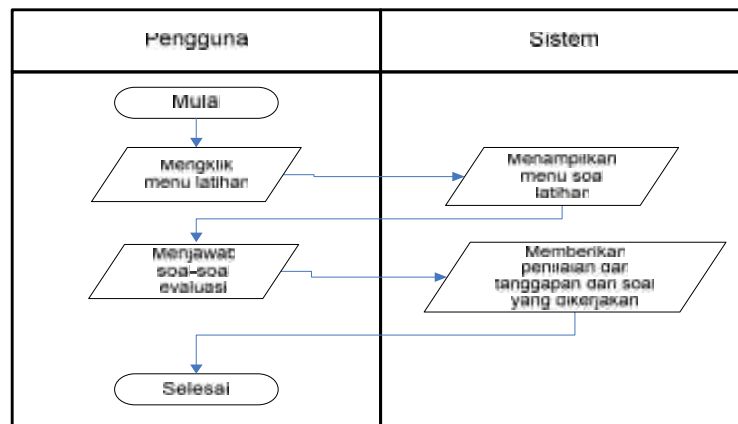 Pengguna
Sistem
Mulai
Mengklik
menu latihan
Menampilkan
menu soal
latihan
Menjawab
soal-soal
evaluasi
Memberikan
penilaian dan
tanggapan dari soal
yang dikerjakan
Selesai